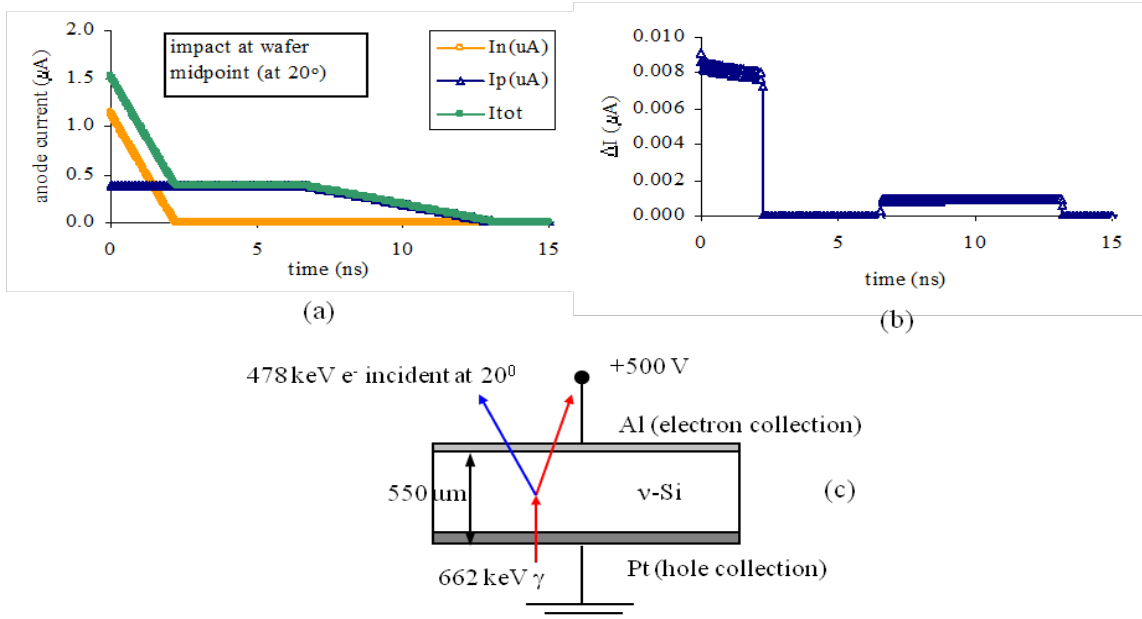 2.0
1.5
1.0
0.5
0.0
anode current (µA)
impact at wafer
midpoint (at 20°)
In(uA)
Ip(uA)
Itot
0
5
10
15
time (ns)
(a)
0.010
0.008
0.006
0.004
0.002
0.000
ΔI (µA)
0
5
10
15
time (ns)
(b)
478 keV e⁻ incident at 20⁰
+500 V
Al (electron collection)
550 µm
ν-Si
(c)
662 keV γ
Pt (hole collection)